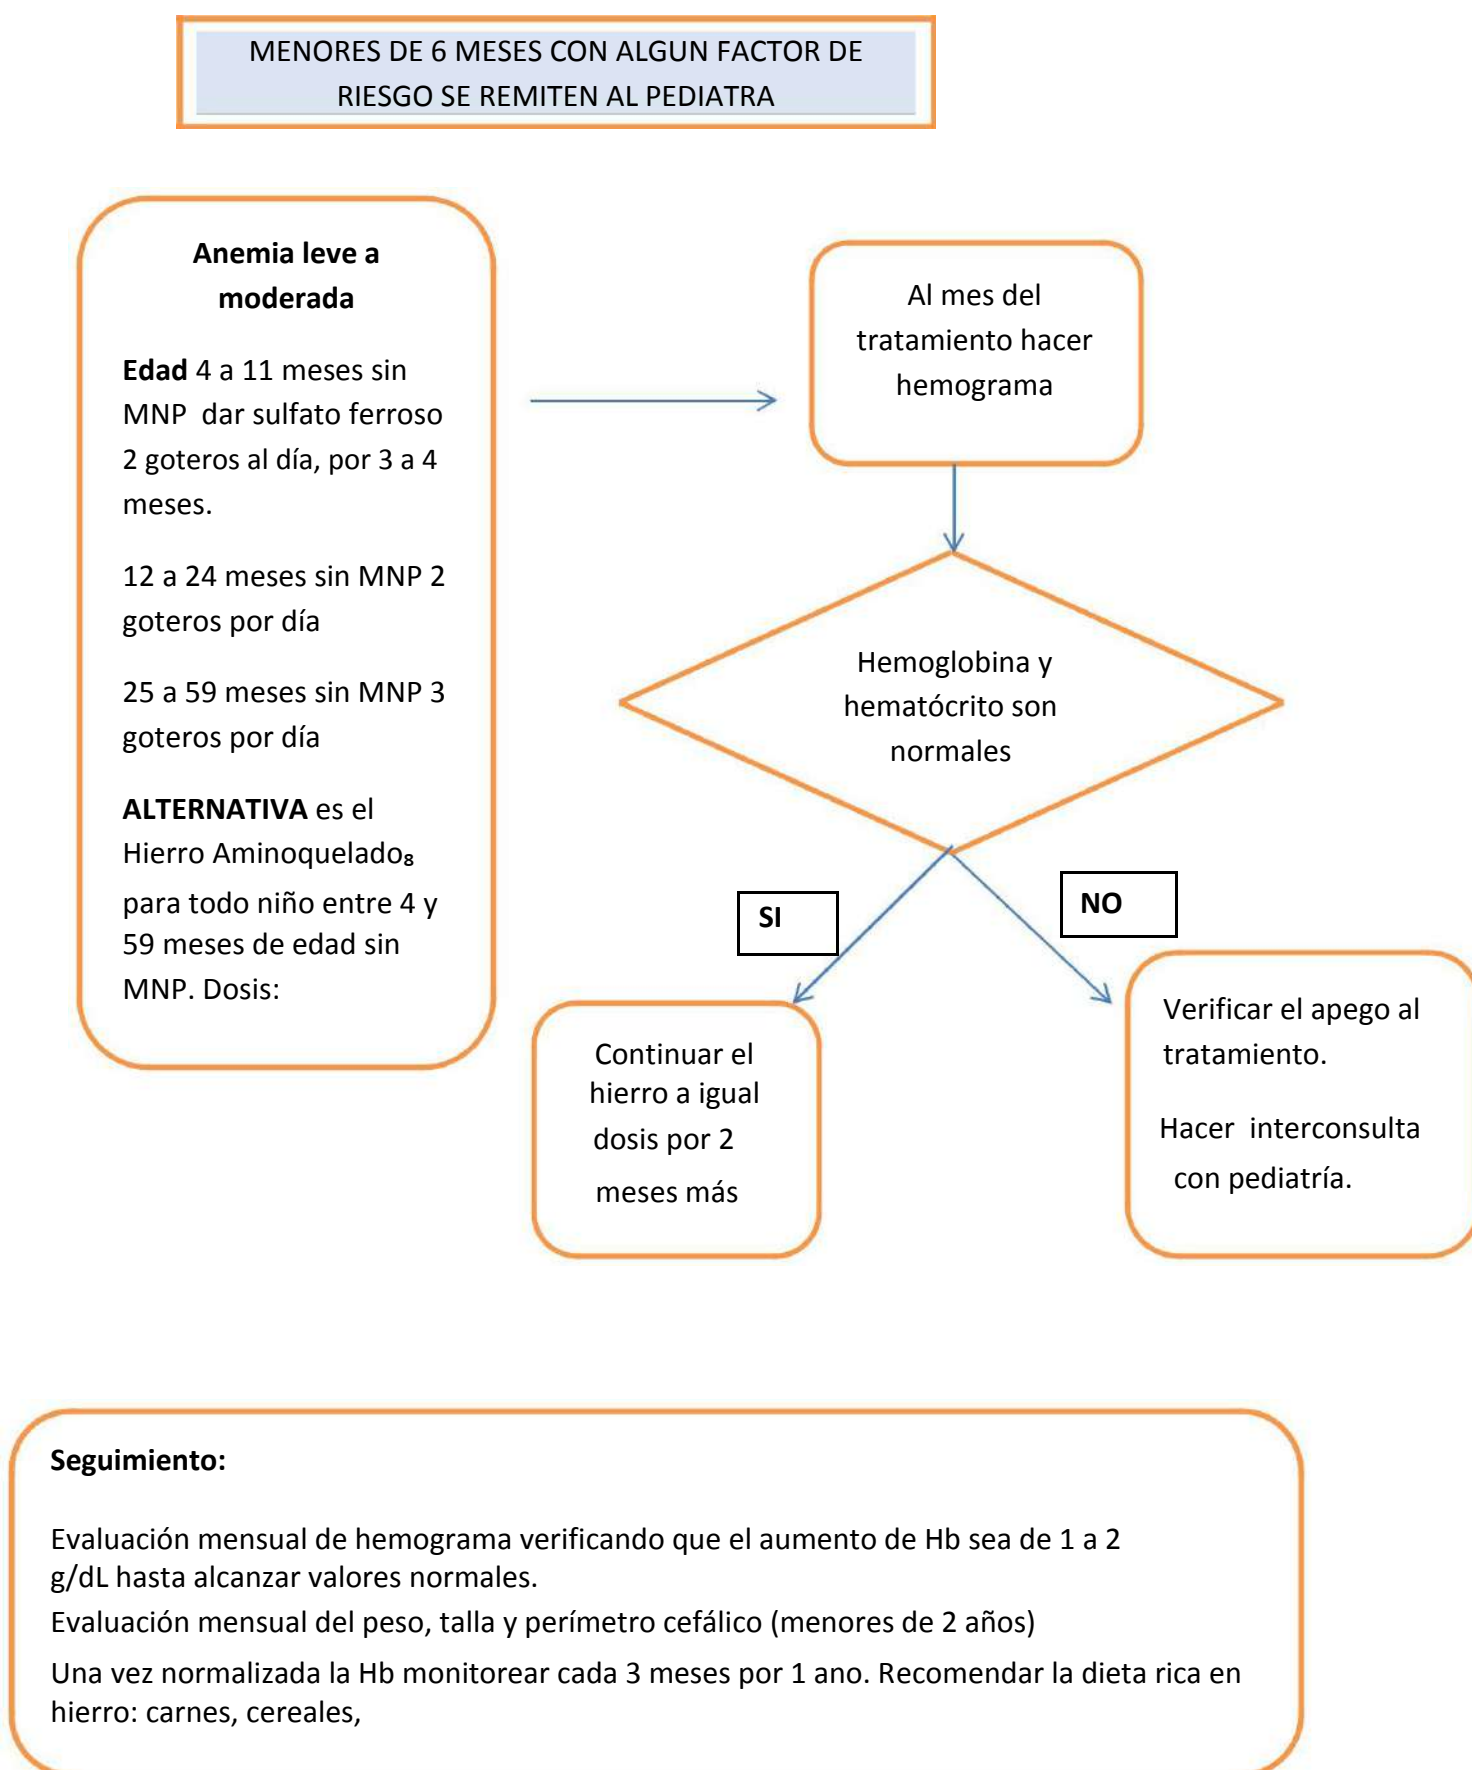 MENORES DE 6 MESES CON ALGUN FACTOR DE
RIESGO SE REMITEN AL PEDIATRA
Anemia leve a
moderada
Edad 4 a 11 meses sin
MNP dar sulfato ferroso
2 goteros al día, por 3 a 4
meses.
12 a 24 meses sin MNP 2
goteros por día
25 a 59 meses sin MNP 3
goteros por día
ALTERNATIVA es el
Hierro Aminoquelado₈
para todo niño entre 4 y
59 meses de edad sin
MNP. Dosis:
Al mes del
tratamiento hacer
hemograma
Hemoglobina y
hematócrito son
normales
SI
NO
Continuar el
hierro a igual
dosis por 2
meses más
Verificar el apego al
tratamiento.
Hacer interconsulta
con pediatría.
Seguimiento:
Evaluación mensual de hemograma verificando que el aumento de Hb sea de 1 a 2
g/dL hasta alcanzar valores normales.
Evaluación mensual del peso, talla y perímetro cefálico (menores de 2 años)
Una vez normalizada la Hb monitorear cada 3 meses por 1 ano. Recomendar la dieta rica en
hierro: carnes, cereales,